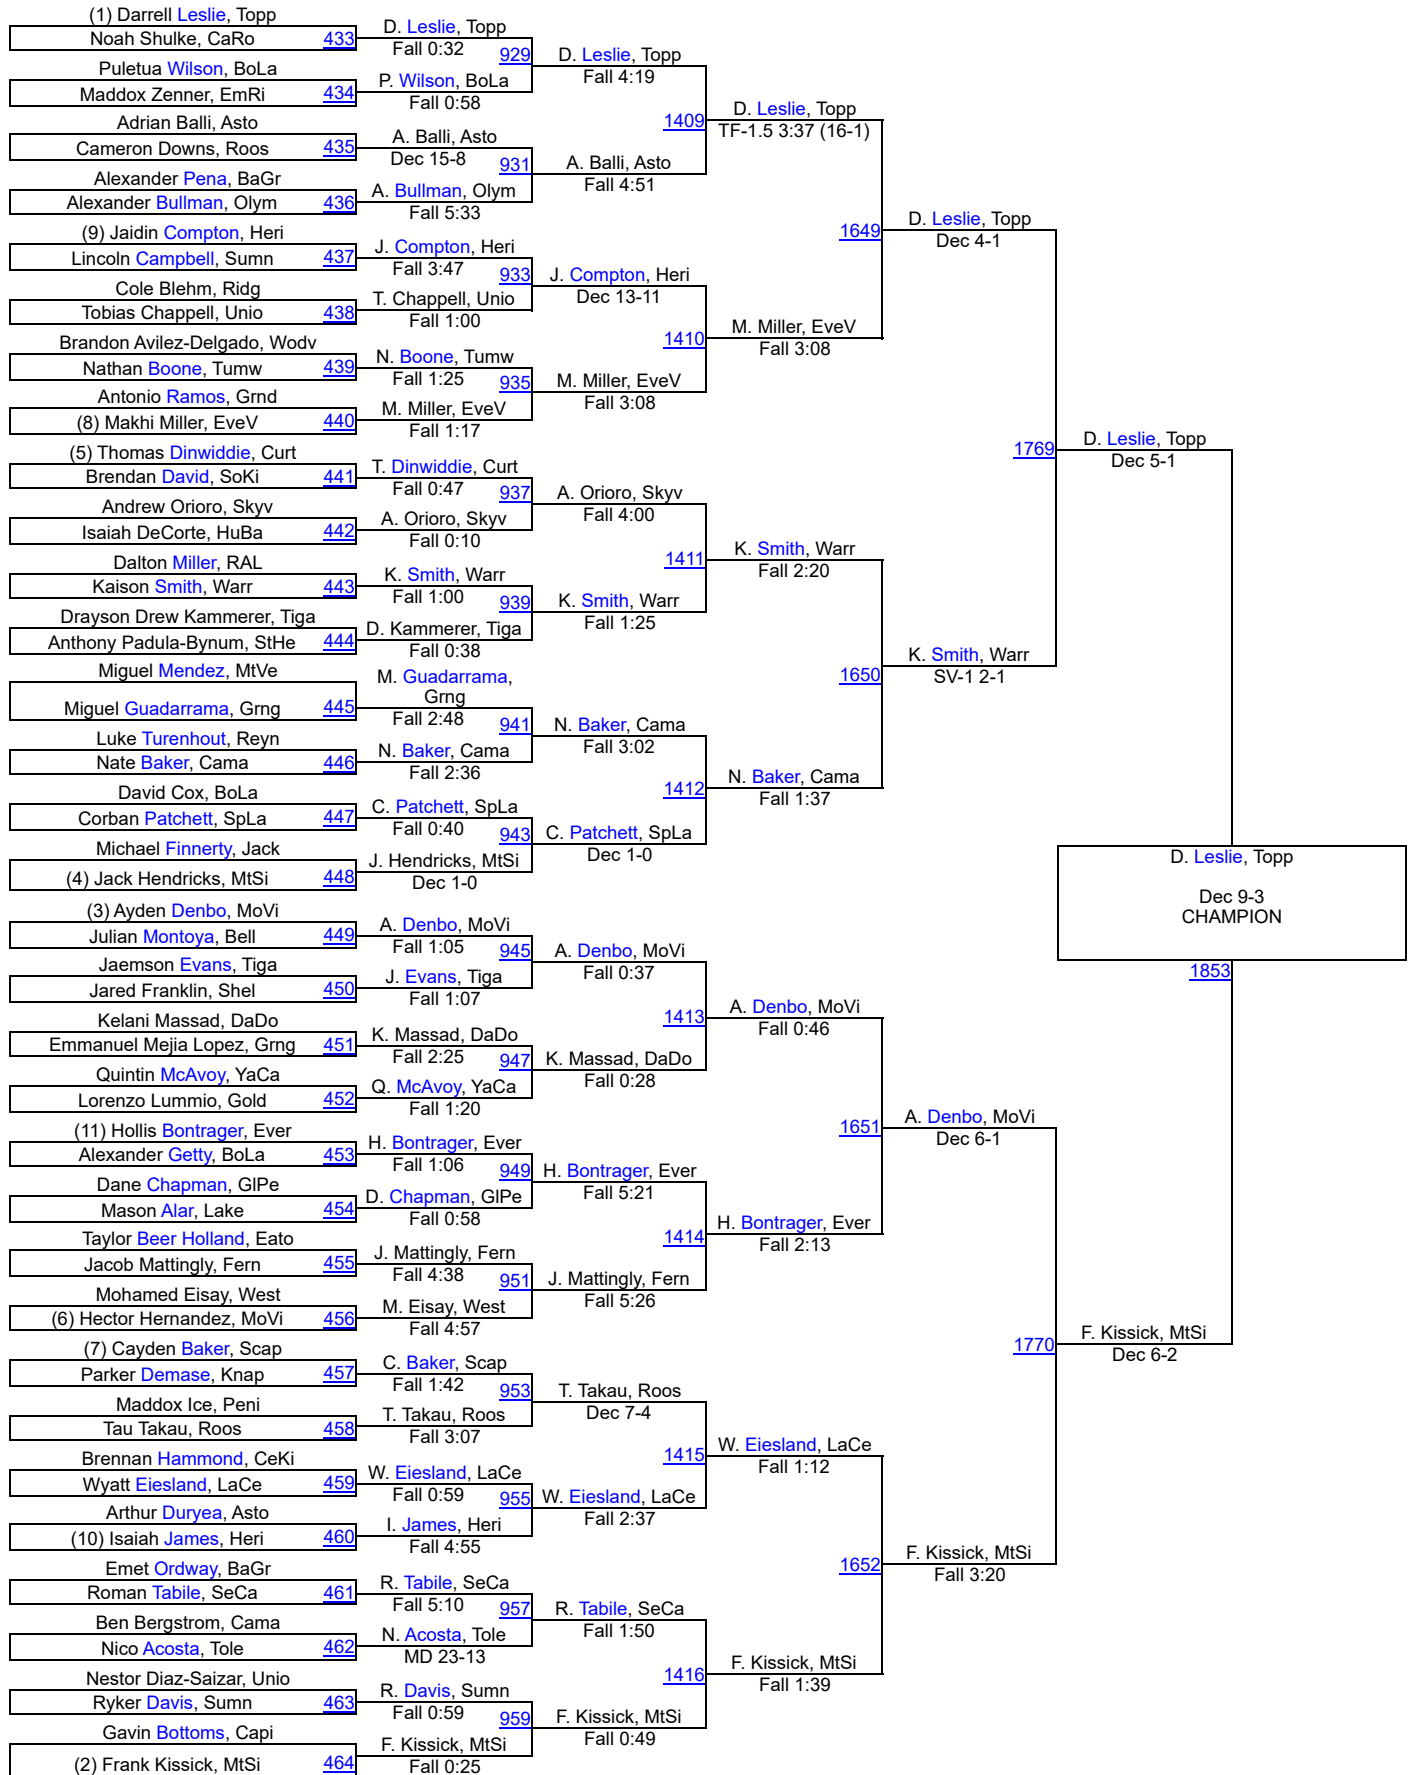 (1) Darrell Leslie, Topp
Noah Shulke, CaRo 433
Puletua Wilson, BoLa
Maddox Zenner, EmRi 434
Adrian Balli, Asto
Cameron Downs, Roos 435
Alexander Pena, BaGr
Alexander Bullman, Olym 436
(9) Jaidin Compton, Heri
Lincoln Campbell, Sumn 437
Cole Blehm, Ridg
Tobias Chappell, Unio 438
Brandon Avilez-Delgado, Wodv
Nathan Boone, Tumw 439
Antonio Ramos, Grnd
(8) Makhi Miller, EveV 440
(5) Thomas Dinwiddie, Curt
Brendan David, SoKi 441
Andrew Orioro, Skyv
Isaiah DeCorte, HuBa 442
Dalton Miller, RAL
Kaison Smith, Warr 443
Drayson Drew Kammerer, Tiga
Anthony Padula-Bynum, StHe 444
Miguel Mendez, MtVe
Miguel Guadarrama, Grng 445
Luke Turenhout, Reyn
Nate Baker, Cama 446
David Cox, BoLa
Corban Patchett, SpLa 447
Michael Finnerty, Jack
(4) Jack Hendricks, MtSi 448
(3) Ayden Denbo, MoVi
Julian Montoya, Bell 449
Jaemson Evans, Tiga
Jared Franklin, Shel 450
Kelani Massad, DaDo
Emmanuel Mejia Lopez, Grng 451
Quintin McAvoy, YaCa
Lorenzo Lummio, Gold 452
(11) Hollis Bontrager, Ever
Alexander Getty, BoLa 453
Dane Chapman, GlPe
Mason Alar, Lake 454
Taylor Beer Holland, Eato
Jacob Mattingly, Fern 455
Mohamed Eisay, West
(6) Hector Hernandez, MoVi 456
(7) Cayden Baker, Scap
Parker Demase, Knap 457
Maddox Ice, Peni
Tau Takau, Roos 458
Brennan Hammond, CeKi
Wyatt Eiesland, LaCe 459
Arthur Duryea, Asto
(10) Isaiah James, Heri 460
Emet Ordway, BaGr
Roman Tabile, SeCa 461
Ben Bergstrom, Cama
Nico Acosta, Tole 462
Nestor Diaz-Saizar, Unio
Ryker Davis, Sumn 463
Gavin Bottoms, Capi
(2) Frank Kissick, MtSi 464
D. Leslie, Topp
Fall 0:32
929
P. Wilson, BoLa
Fall 0:58
A. Balli, Asto
Dec 15-8
931
A. Bullman, Olym
Fall 5:33
J. Compton, Heri
Fall 3:47
933
T. Chappell, Unio
Fall 1:00
N. Boone, Tumw
Fall 1:25
935
M. Miller, EveV
Fall 1:17
T. Dinwiddie, Curt
Fall 0:47
937
A. Orioro, Skyv
Fall 0:10
K. Smith, Warr
Fall 1:00
939
D. Kammerer, Tiga
Fall 0:38
M. Guadarrama,
Grng
Fall 2:48
941
N. Baker, Cama
Fall 2:36
C. Patchett, SpLa
Fall 0:40
943
J. Hendricks, MtSi
Dec 1-0
A. Denbo, MoVi
Fall 1:05
945
J. Evans, Tiga
Fall 1:07
K. Massad, DaDo
Fall 2:25
947
Q. McAvoy, YaCa
Fall 1:20
H. Bontrager, Ever
Fall 1:06
949
D. Chapman, GlPe
Fall 0:58
J. Mattingly, Fern
Fall 4:38
951
M. Eisay, West
Fall 4:57
C. Baker, Scap
Fall 1:42
953
T. Takau, Roos
Fall 3:07
W. Eiesland, LaCe
Fall 0:59
955
I. James, Heri
Fall 4:55
R. Tabile, SeCa
Fall 5:10
957
N. Acosta, Tole
MD 23-13
R. Davis, Sumn
Fall 0:59
959
F. Kissick, MtSi
Fall 0:25
D. Leslie, Topp
Fall 4:19
1409
A. Balli, Asto
Fall 4:51
J. Compton, Heri
Dec 13-11
1410
M. Miller, EveV
Fall 3:08
A. Orioro, Skyv
Fall 4:00
1411
K. Smith, Warr
Fall 1:25
N. Baker, Cama
Fall 3:02
1412
C. Patchett, SpLa
Dec 1-0
A. Denbo, MoVi
Fall 0:37
1413
K. Massad, DaDo
Fall 0:28
H. Bontrager, Ever
Fall 5:21
1414
J. Mattingly, Fern
Fall 5:26
T. Takau, Roos
Dec 7-4
1415
W. Eiesland, LaCe
Fall 2:37
R. Tabile, SeCa
Fall 1:50
1416
F. Kissick, MtSi
Fall 0:49
D. Leslie, Topp
TF-1.5 3:37 (16-1)
1649
M. Miller, EveV
Fall 3:08
K. Smith, Warr
Fall 2:20
1650
N. Baker, Cama
Fall 1:37
A. Denbo, MoVi
Fall 0:46
1651
H. Bontrager, Ever
Fall 2:13
W. Eiesland, LaCe
Fall 1:12
1652
F. Kissick, MtSi
Fall 1:39
D. Leslie, Topp
Dec 4-1
1769
K. Smith, Warr
SV-1 2-1
A. Denbo, MoVi
Dec 6-1
1770
F. Kissick, MtSi
Fall 3:20
D. Leslie, Topp
Dec 5-1
F. Kissick, MtSi
Dec 6-2
D. Leslie, Topp
Dec 9-3
CHAMPION
1853